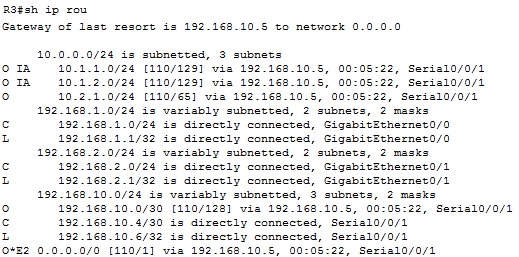 R3#sh ip rou
Gateway of last resort is 192.168.10.5 to network 0.0.0.0

     10.0.0.0/24 is subnetted, 3 subnets
O IA    10.1.1.0/24 [110/129] via 192.168.10.5, 00:05:22, Serial0/0/1
O IA    10.1.2.0/24 [110/129] via 192.168.10.5, 00:05:22, Serial0/0/1
O       10.2.1.0/24 [110/65] via 192.168.10.5, 00:05:22, Serial0/0/1
     192.168.1.0/24 is variably subnetted, 2 subnets, 2 masks
C       192.168.1.0/24 is directly connected, GigabitEthernet0/0
L       192.168.1.1/32 is directly connected, GigabitEthernet0/0
     192.168.2.0/24 is variably subnetted, 2 subnets, 2 masks
C       192.168.2.0/24 is directly connected, GigabitEthernet0/1
L       192.168.2.1/32 is directly connected, GigabitEthernet0/1
     192.168.10.0/24 is variably subnetted, 3 subnets, 2 masks
O       192.168.10.0/30 [110/128] via 192.168.10.5, 00:05:22, Serial0/0/1
C       192.168.10.4/30 is directly connected, Serial0/0/1
L       192.168.10.6/32 is directly connected, Serial0/0/1
O*E2 0.0.0.0/0 [110/1] via 192.168.10.5, 00:05:22, Serial0/0/1